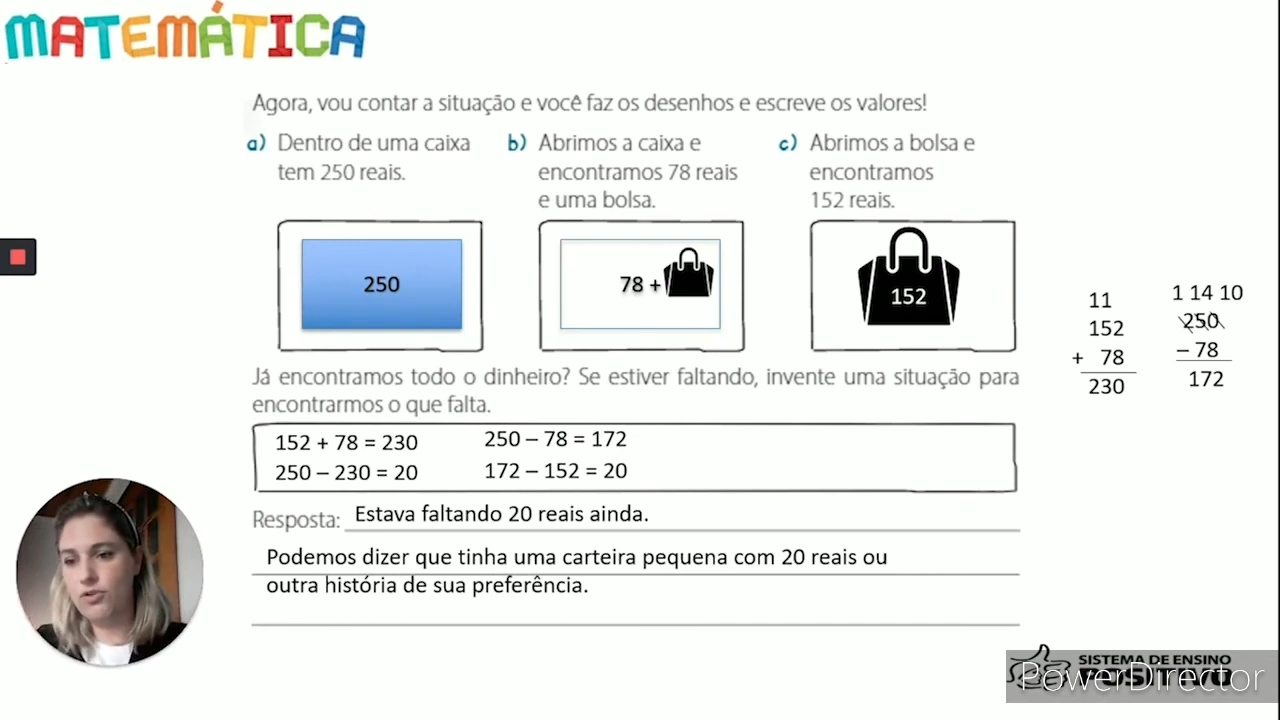 MATEMÁTICA
Agora, vou contar a situação e você faz os desenhos e escreve os valores!
a) Dentro de uma caixa
tem 250 reais.
b) Abrimos a caixa e
encontramos 78 reais
e uma bolsa.
c) Abrimos a bolsa e
encontramos
152 reais.
250
78 +
152
11
152
+ 78
230
1 14 10
250
– 78
172
Já encontramos todo o dinheiro? Se estiver faltando, invente uma situação para
encontrarmos o que falta.
152 + 78 = 230
250 – 230 = 20
250 – 78 = 172
172 – 152 = 20
Resposta: Estava faltando 20 reais ainda.
Podemos dizer que tinha uma carteira pequena com 20 reais ou
outra história de sua preferência.
SISTEMA DE ENSINO
POSITIVO
PowerDirector